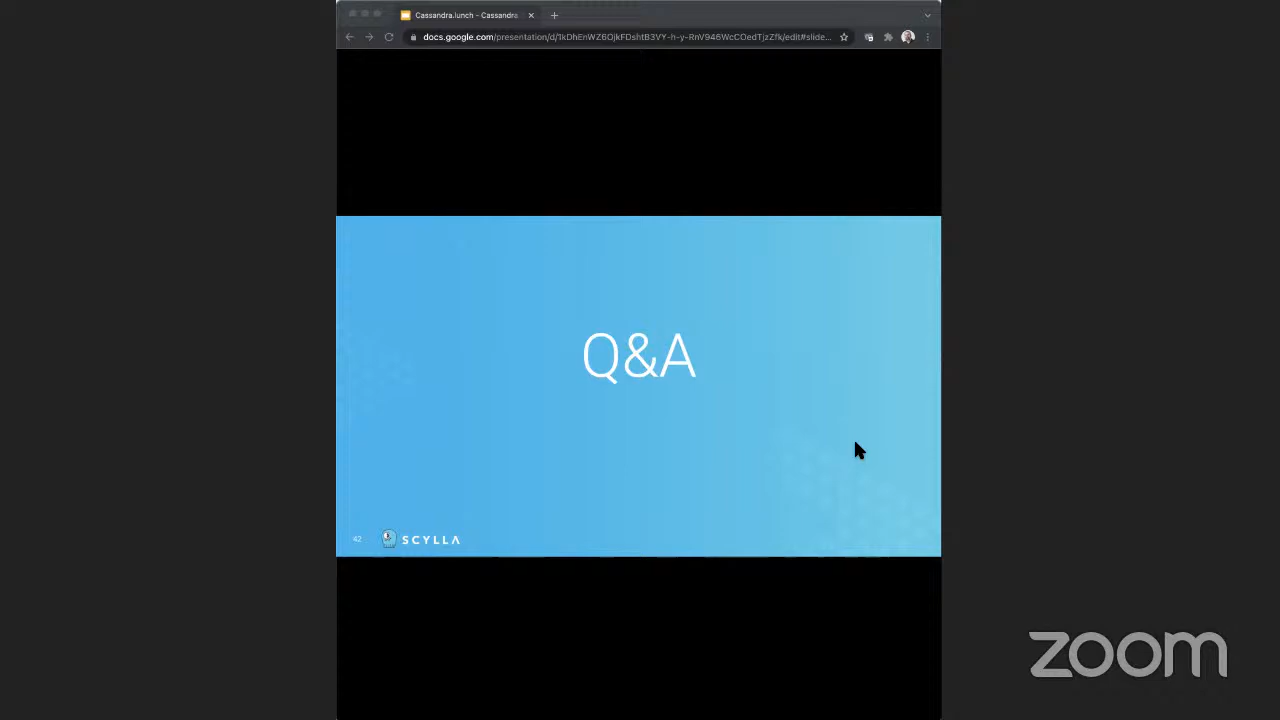 Cassandra.lunch - Cassandra
docs.google.com/presentation/d/1kDhEnWZ6OjkFDshtB3VY-h-y-RnV946WcCOedTjzZfk/edit#slide...
Q&A
42
SCYLLA
zoom